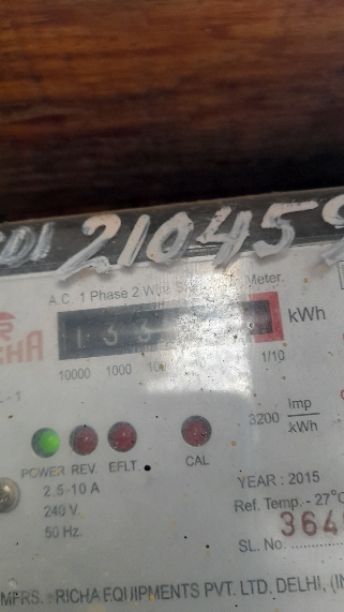 210459
A.C. 1 Phase 2 Wire Meter.
kWh
10000 1000 1/10
3200 Imp/kWh
POWER REV. EFLT. CAL
2.5-10 A
240 V.
50 Hz.
YEAR : 2015
Ref. Temp. - 27°C
SL. No.
MFRS. : RICHA EQUIPMENTS PVT. LTD. DELHI,